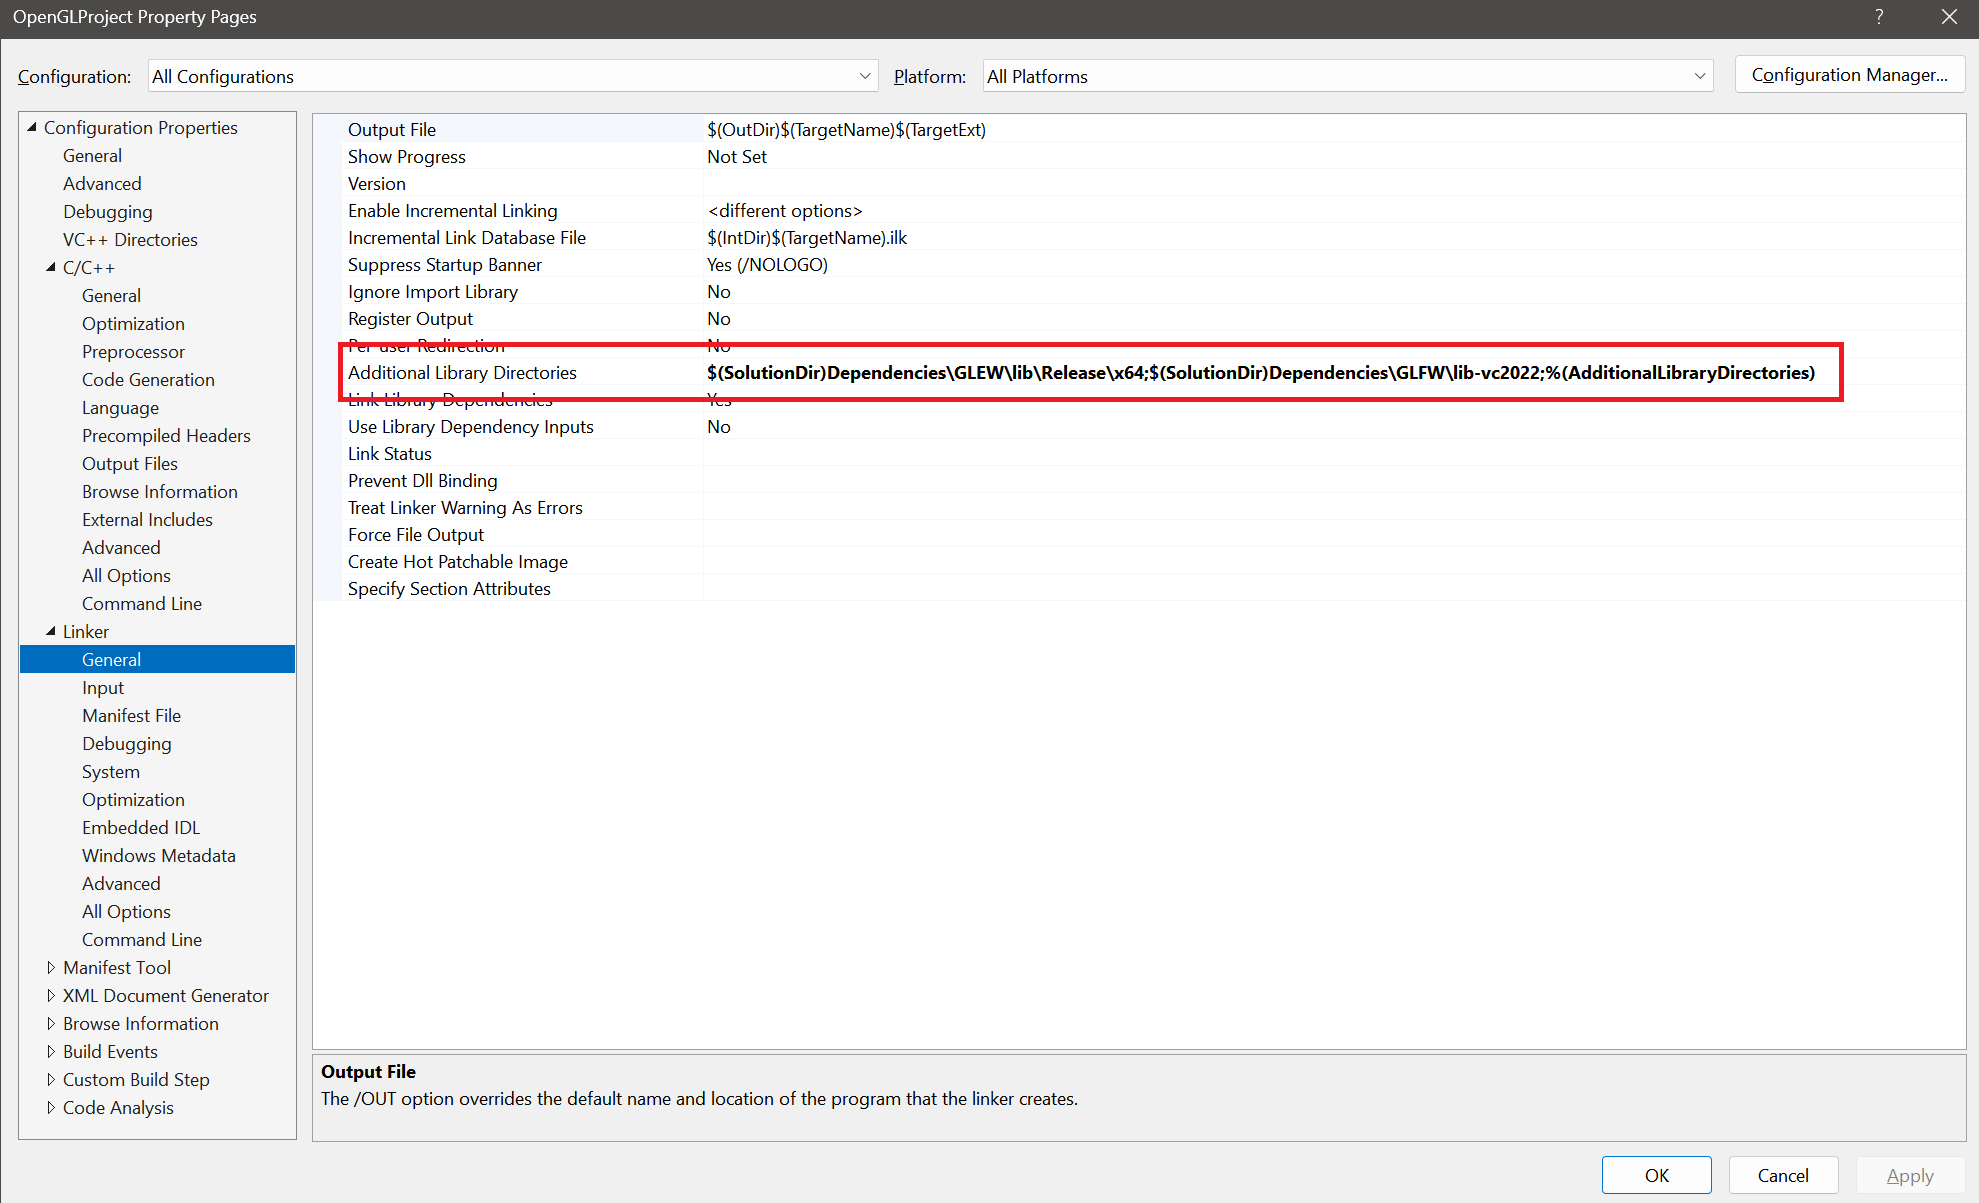 OpenGLProject Property Pages
?
Configuration: All Configurations Platform: All Platforms Configuration Manager...
Configuration Properties
General
Advanced
Debugging
VC++ Directories
C/C++
General
Optimization
Preprocessor
Code Generation
Language
Precompiled Headers
Output Files
Browse Information
External Includes
Advanced
All Options
Command Line
Linker
General
Input
Manifest File
Debugging
System
Optimization
Embedded IDL
Windows Metadata
Advanced
All Options
Command Line
Manifest Tool
XML Document Generator
Browse Information
Build Events
Custom Build Step
Code Analysis
Output File $(OutDir)$(TargetName)$(TargetExt)
Show Progress Not Set
Version
Enable Incremental Linking <different options>
Incremental Link Database File $(IntDir)$(TargetName).ilk
Suppress Startup Banner Yes (/NOLOGO)
Ignore Import Library No
Register Output No
Per-user Redirection No
Additional Library Directories $(SolutionDir)Dependencies\GLEW\lib\Release\x64;$(SolutionDir)Dependencies\GLFW\lib-vc2022;%(AdditionalLibraryDirectories)
Link Library Dependencies Yes
Use Library Dependency Inputs No
Link Status
Prevent Dll Binding
Treat Linker Warning As Errors
Force File Output
Create Hot Patchable Image
Specify Section Attributes
Output File
The /OUT option overrides the default name and location of the program that the linker creates.
OK Cancel Apply